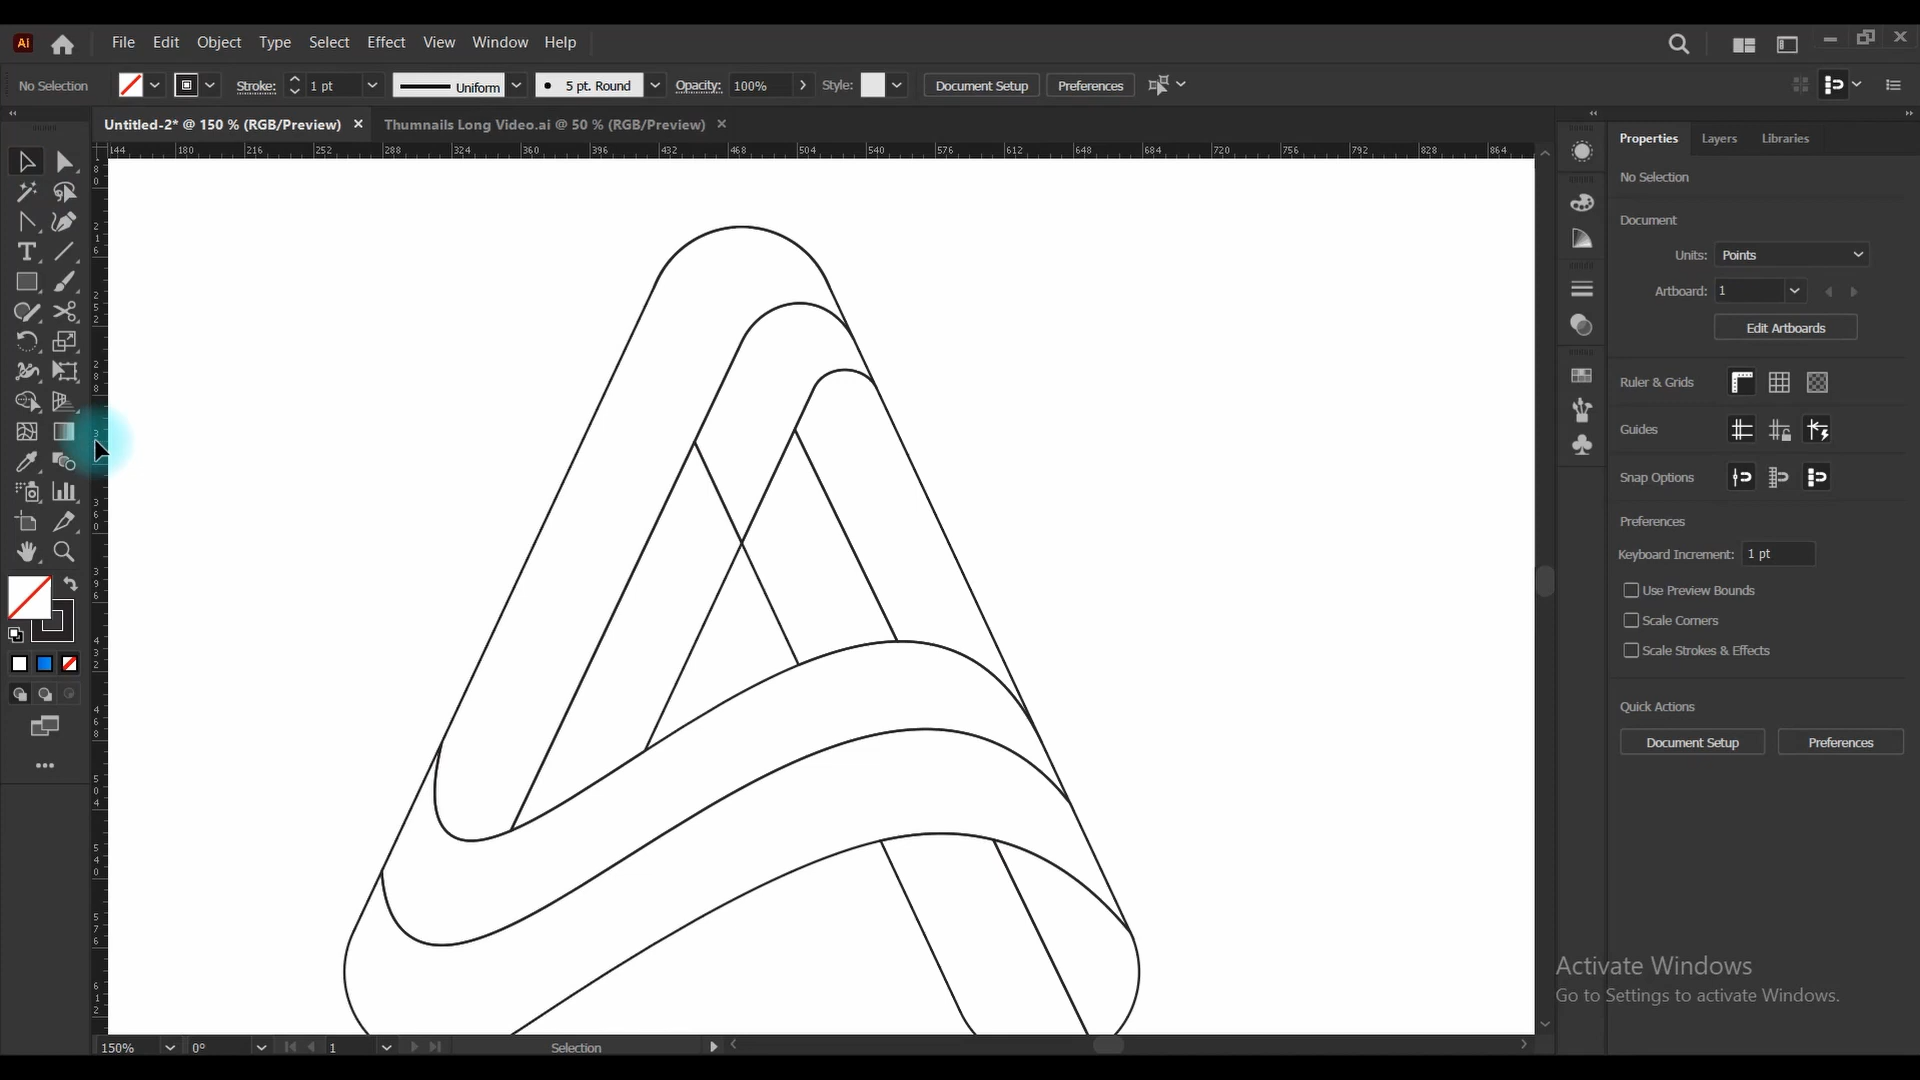 Ai File Edit Object Type Select Effect View Window Help
No Selection Stroke: 1 pt Uniform 5 pt. Round Opacity: 100% Style: Document Setup Preferences
Untitled-2* @ 150 % (RGB/Preview) Thumnails Long Video.ai @ 50 % (RGB/Preview)
144 180 216 252 288 324 360 396 432 468 504 540 576 612 648 684 720 756 792 828 864
Properties Layers Libraries
No Selection
Document
Units: Points
Artboard: 1
Edit Artboards
Ruler & Grids
Guides
Snap Options
Preferences
Keyboard Increment: 1 pt
Use Preview Bounds
Scale Corners
Scale Strokes & Effects
Quick Actions
Document Setup Preferences
Activate Windows
Go to Settings to activate Windows.
150% 0° 1 Selection